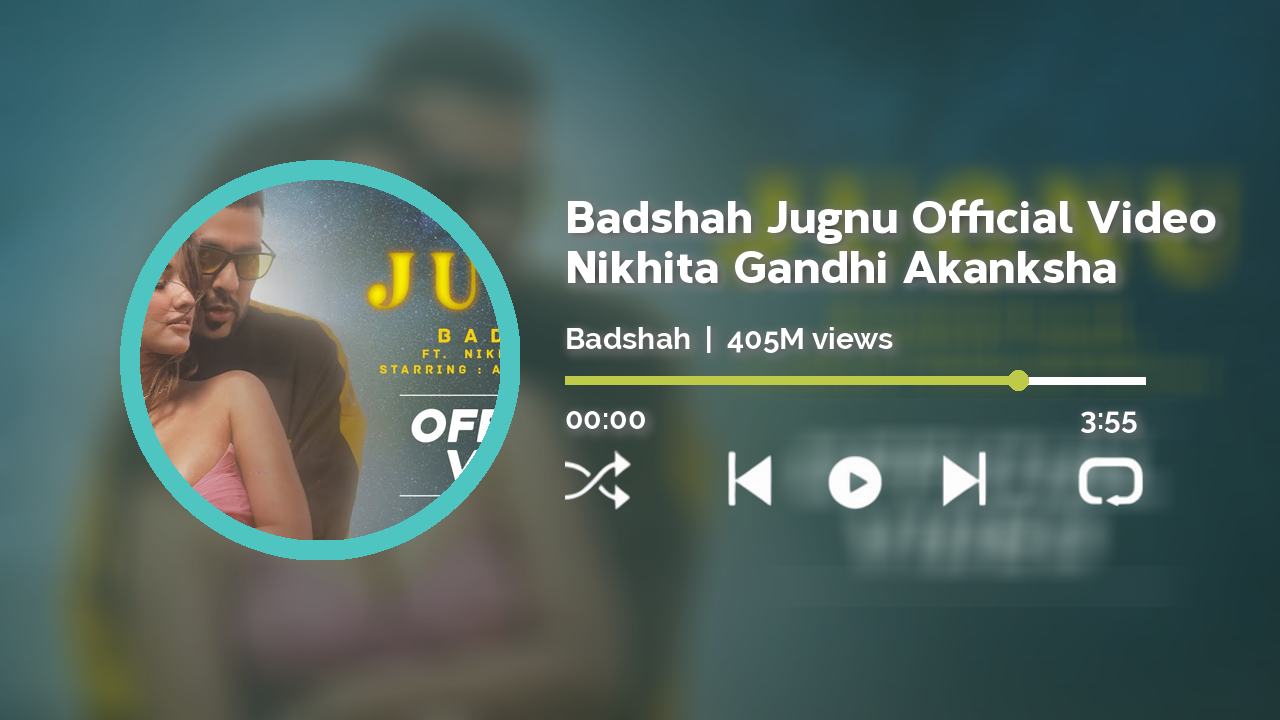 JU
BAD
FT. NIK
STARRING : A
OFF
V
Badshah Jugnu Official Video
Nikhita Gandhi Akanksha
Badshah | 405M views
00:00
3:55
JUGNU